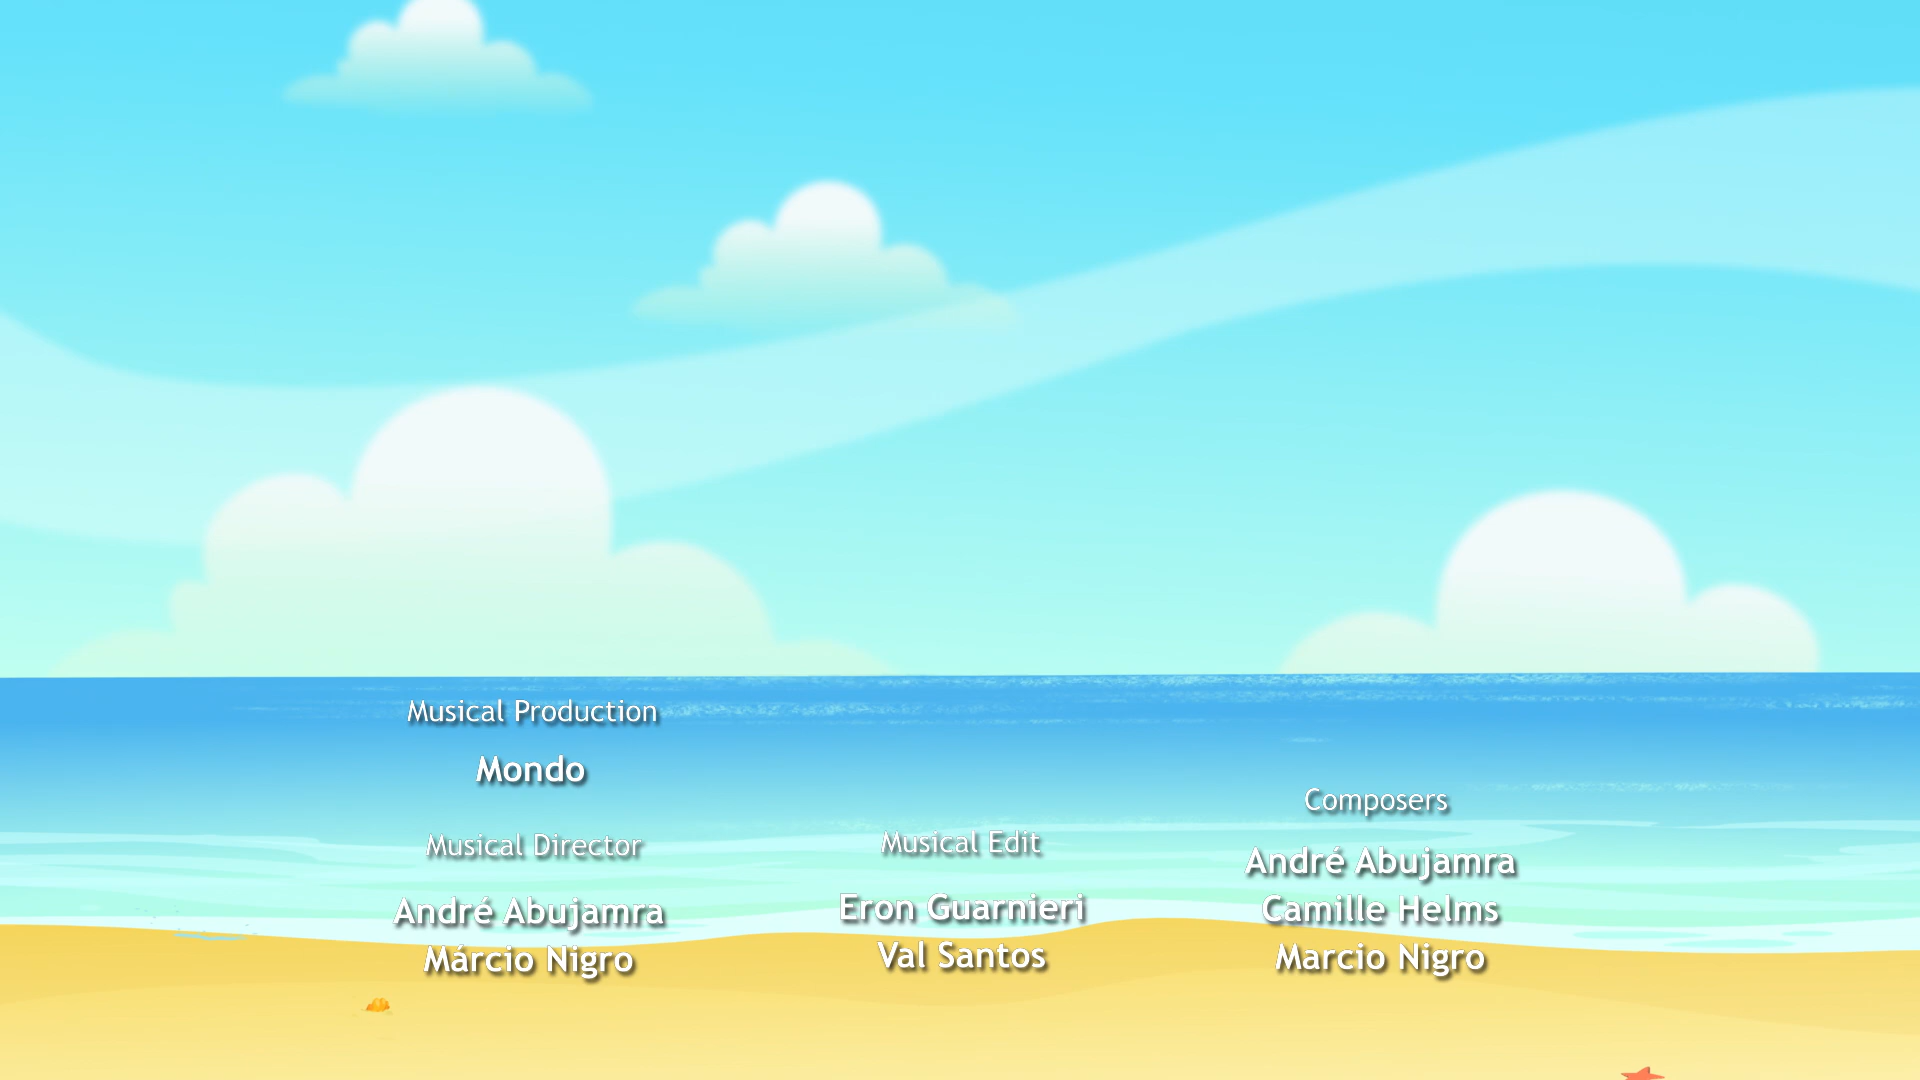 Musical Production
Mondo
Musical Director
André Abujamra
Márcio Nigro
Musical Edit
Eron Guarnieri
Val Santos
Composers
André Abujamra
Camille Helms
Marcio Nigro